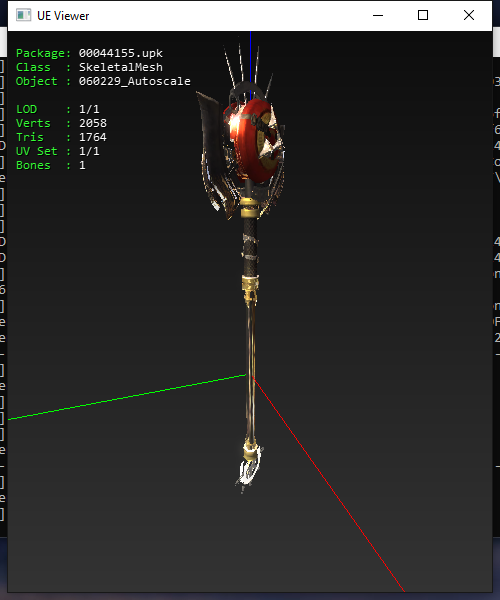 UE Viewer
Package: 00044155.upk
Class  : SkeletalMesh
Object : 060229_Autoscale
LOD    : 1/1
Verts  : 2058
Tris   : 1764
UV Set : 1/1
Bones  : 1